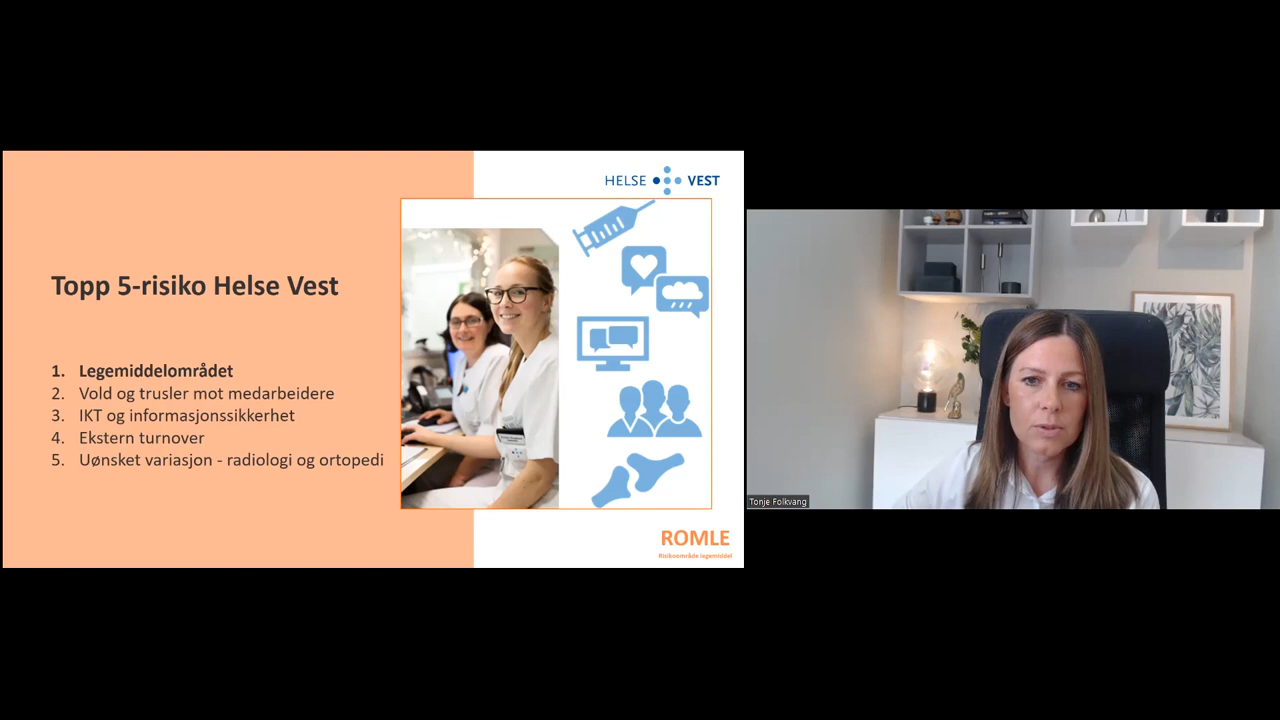 HELSE VEST
Topp 5-risiko Helse Vest
1. Legemiddelområdet
2. Vold og trusler mot medarbeidere
3. IKT og informasjonssikkerhet
4. Ekstern turnover
5. Uønsket variasjon - radiologi og ortopedi
ROMLE
Risikoområde legemiddel
Tonje Folkvang